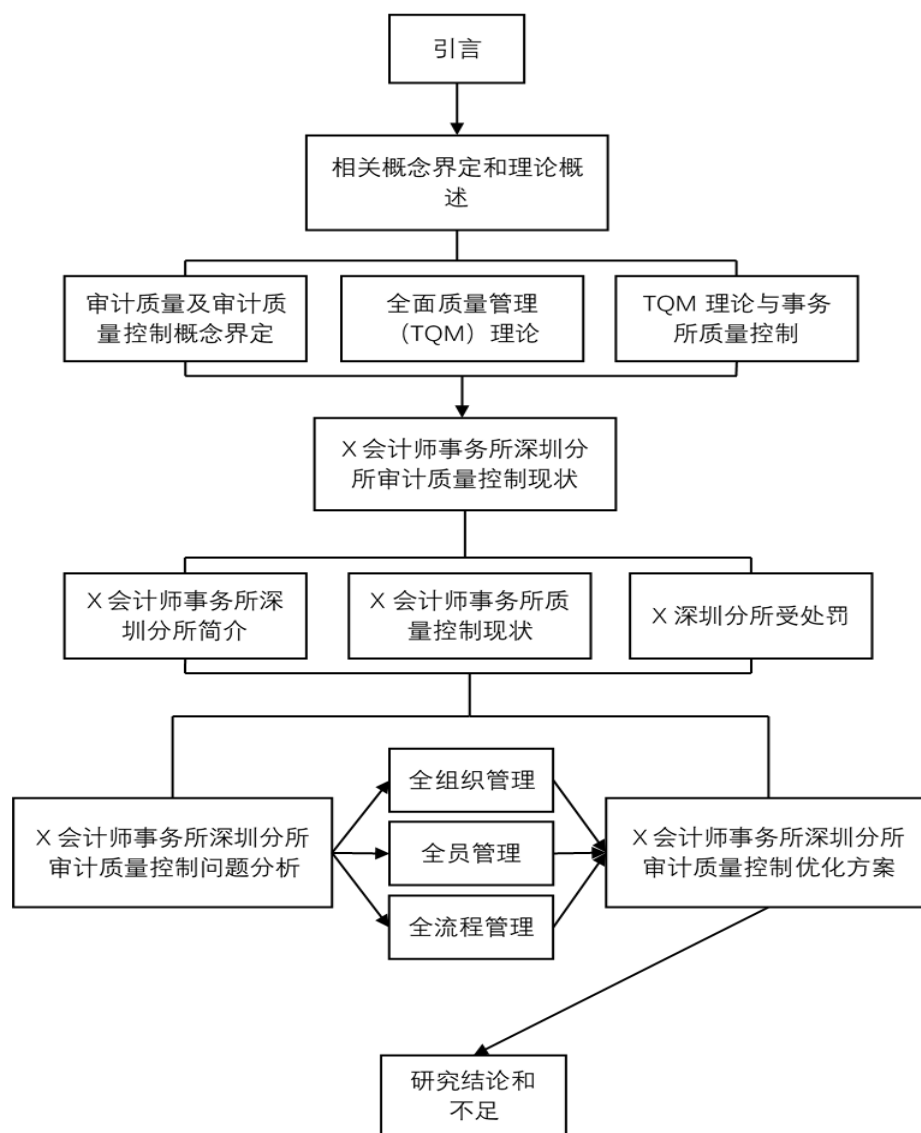 引言
相关概念界定和理论概
述
审计质量及审计质
量控制概念界定
全面质量管理
（TQM）理论
TQM 理论与事务
所质量控制
X 会计师事务所深圳分
所审计质量控制现状
X 会计师事务所深
圳分所简介
X 会计师事务所质
量控制现状
X 深圳分所受处罚
全组织管理
X 会计师事务所深圳分所
审计质量控制问题分析
全员管理
X 会计师事务所深圳分所
审计质量控制优化方案
全流程管理
研究结论和
不足